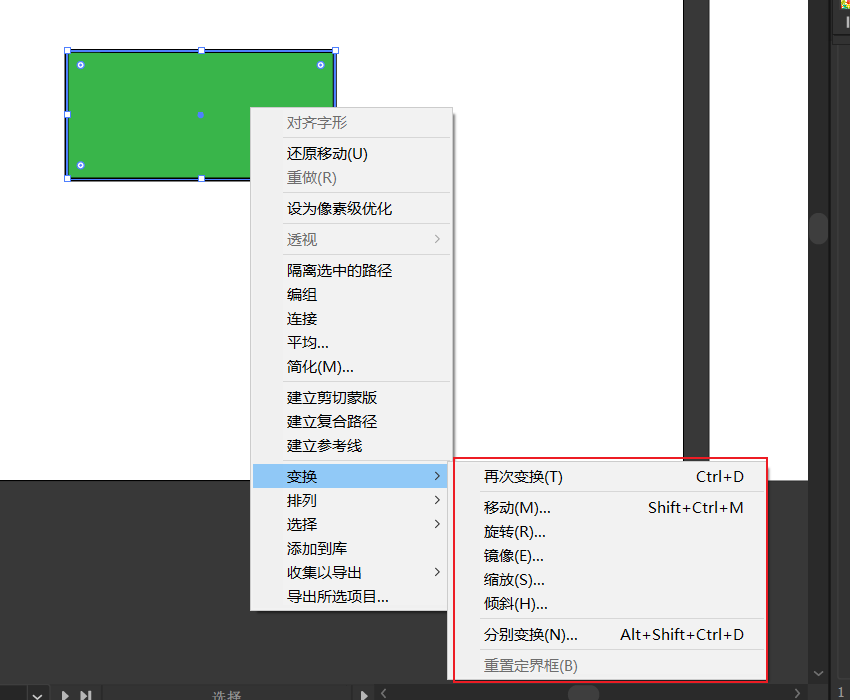 对齐字形
还原移动(U)
重做(R)
设为像素级优化
透视
隔离选中的路径
编组
连接
平均...
简化(M)...
建立剪切蒙版
建立复合路径
建立参考线
变换
排列
选择
添加到库
收集以导出
导出所选项目...
再次变换(T) Ctrl+D
移动(M)... Shift+Ctrl+M
旋转(R)...
镜像(E)...
缩放(S)...
倾斜(H)...
分别变换(N)... Alt+Shift+Ctrl+D
重置定界框(B)
选择
1